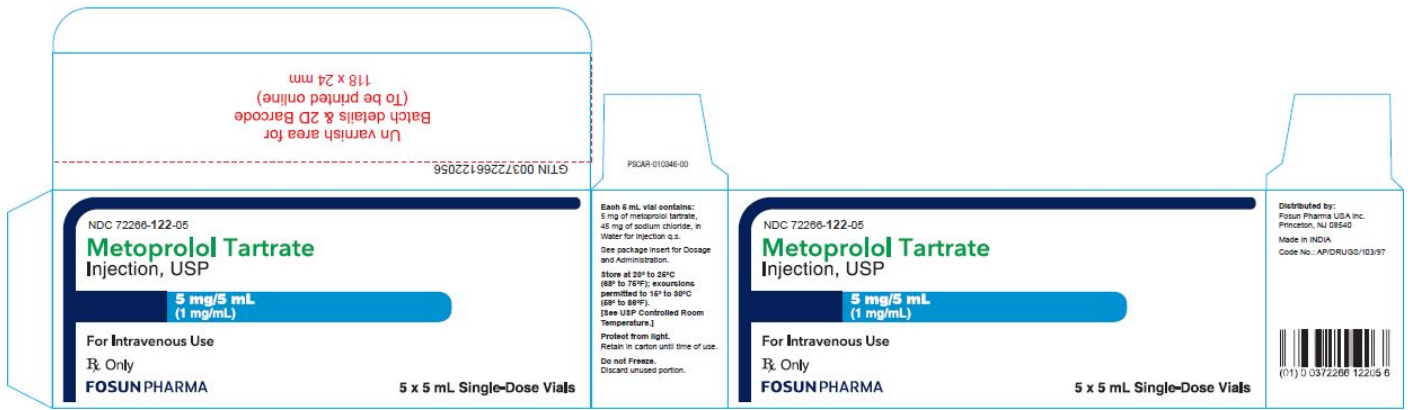 Un varnish area for
Batch details & 2D Barcode
(To be printed online)
118 x 24 mm
GTIN 00372266122056
PSCAR-010346-00
NDC 72266-122-05
Metoprolol Tartrate
Injection, USP
5 mg/5 mL
(1 mg/mL)
For Intravenous Use
Rx Only
FOSUN PHARMA
5 x 5 mL Single-Dose Vials
Each 5 mL vial contains:
5 mg of metoprolol tartrate,
45 mg of sodium chloride, in
Water for Injection q.s.
See package insert for Dosage
and Administration.
Store at 20° to 25°C
(68° to 75°F); excursions
permitted to 15° to 30°C
(59° to 86°F).
[See USP Controlled Room
Temperature.]
Protect from light.
Retain in carton until time of use.
Do not Freeze.
Discard unused portion.
NDC 72266-122-05
Metoprolol Tartrate
Injection, USP
5 mg/5 mL
(1 mg/mL)
For Intravenous Use
Rx Only
FOSUN PHARMA
5 x 5 mL Single-Dose Vials
Distributed by:
Fosun Pharma USA Inc.
Princeton, NJ 08540
Made in INDIA
Code No.: AP/DRUGS/103/97
(01) 0 0372266 12205 6